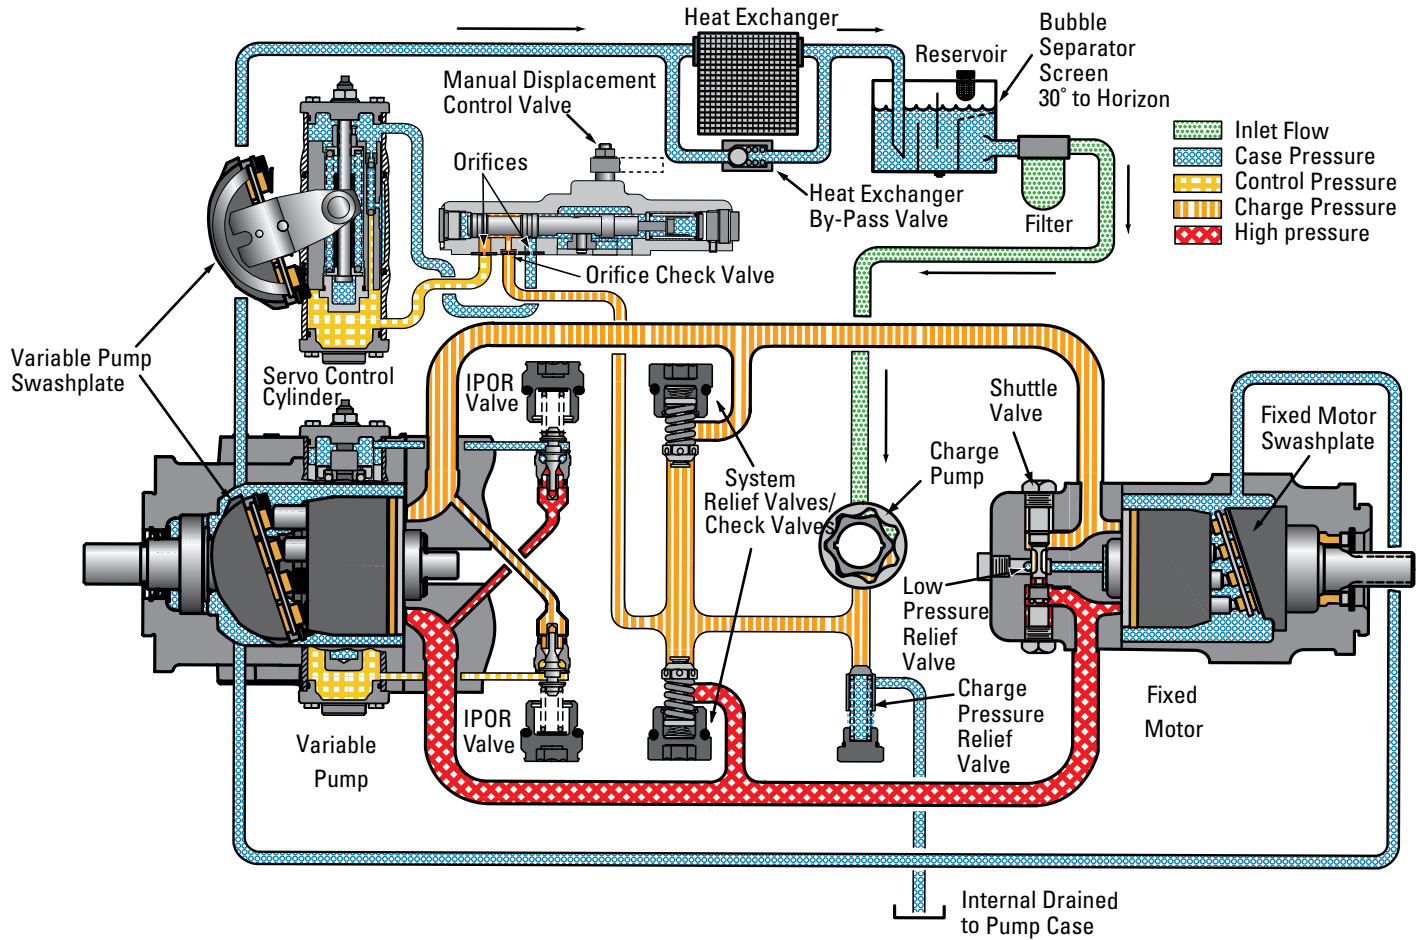 Heat Exchanger
Bubble
Separator
Screen
30˚ to Horizon
Reservoir
Manual Displacement
Control Valve
Orifices
Heat Exchanger
By-Pass Valve
Filter
Inlet Flow
Case Pressure
Control Pressure
Charge Pressure
High pressure
Orifice Check Valve
Variable Pump
Swashplate
Servo Control
Cylinder
IPOR
Valve
Shuttle
Valve
Fixed Motor
Swashplate
Charge
Pump
System
Relief Valves/
Check Valves
Low
Pressure
Relief
Valve
IPOR
Valve
Charge
Pressure
Relief
Valve
Variable
Pump
Fixed
Motor
Internal Drained
to Pump Case